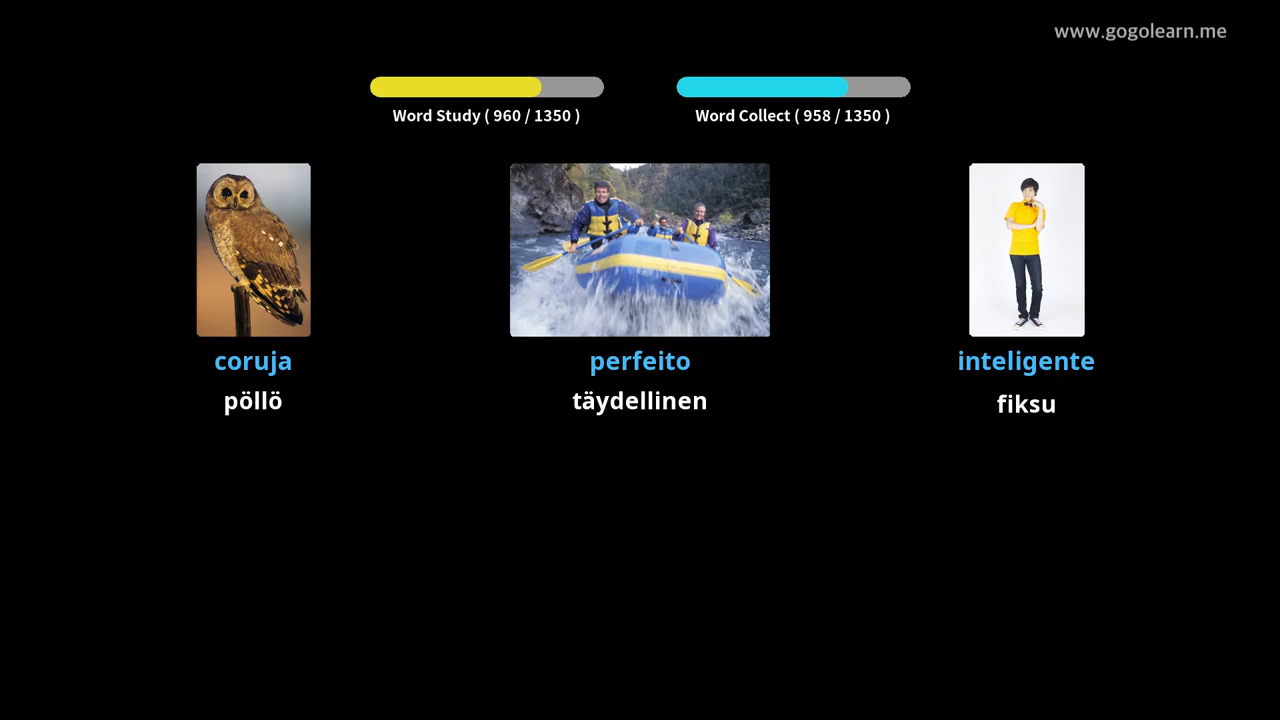 www.gogolearn.me
Word Study ( 960 / 1350 )
Word Collect ( 958 / 1350 )
coruja
perfeito
inteligente
pöllö
täydellinen
fiksu